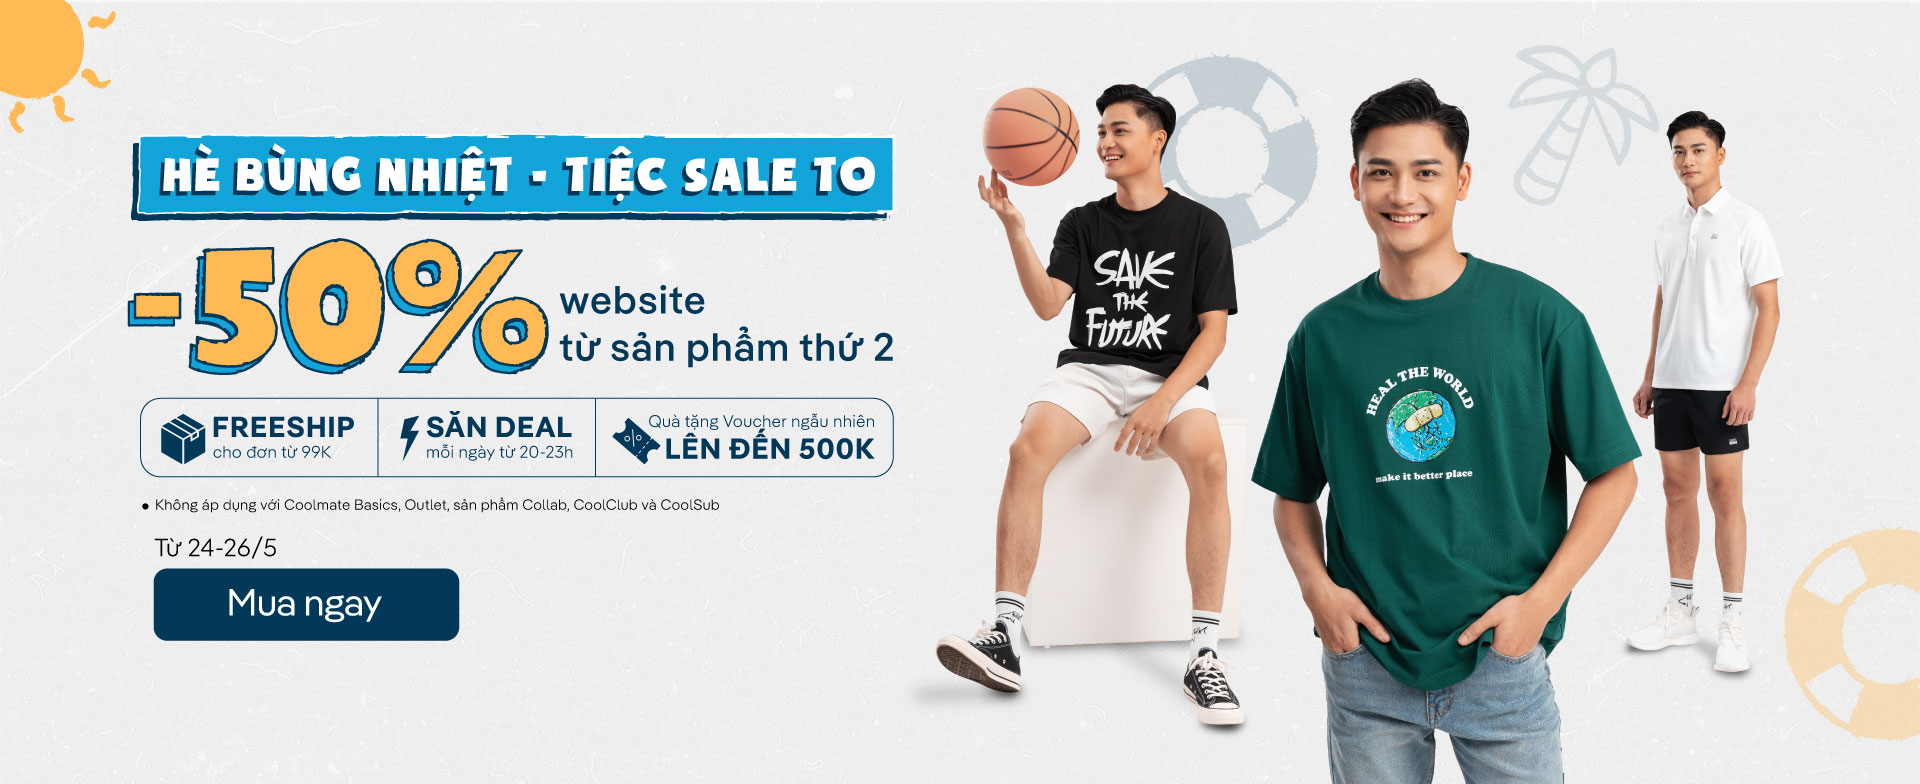 HÈ BÙNG NHIỆT - TIỆC SALE TO
-50%
website
từ sản phẩm thứ 2
FREESHIP
cho đơn từ 99K
SĂN DEAL
mỗi ngày từ 20-23h
Quà tặng Voucher ngẫu nhiên
LÊN ĐẾN 500K
• Không áp dụng với Coolmate Basics, Outlet, sản phẩm Collab, CoolClub và CoolSub
Từ 24-26/5
Mua ngay
SAVE
THE
FUTURE
HEAL THE WORLD
make it better place